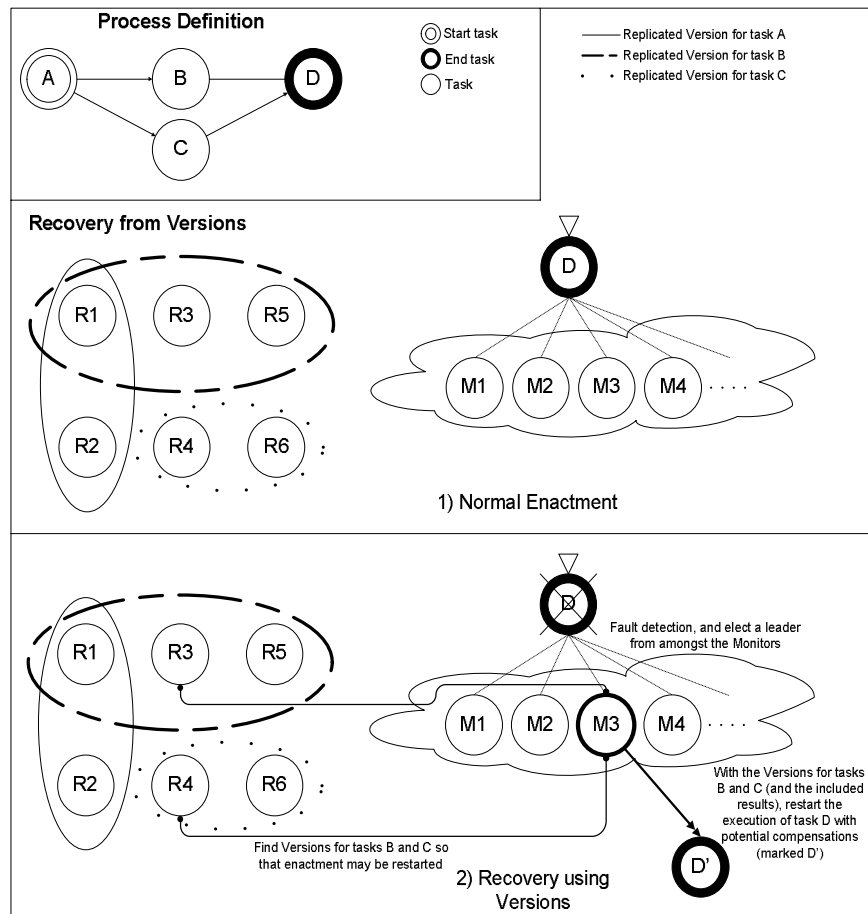 Process Definition
A
B
C
D
Start task
End task
Task
Replicated Version for task A
Replicated Version for task B
Replicated Version for task C
Recovery from Versions
R1
R3
R5
R2
R4
R6
D
M1
M2
M3
M4
. . . .
1) Normal Enactment
R1
R3
R5
R2
R4
R6
D
Fault detection, and elect a leader
from amongst the Monitors
M1
M2
M3
M4
. . . .
With the Versions for tasks
B and C (and the included
results), restart the
execution of task D with
potential compensations
(marked D’)
Find Versions for tasks B and C so
that enactment may be restarted
D’
2) Recovery using
Versions